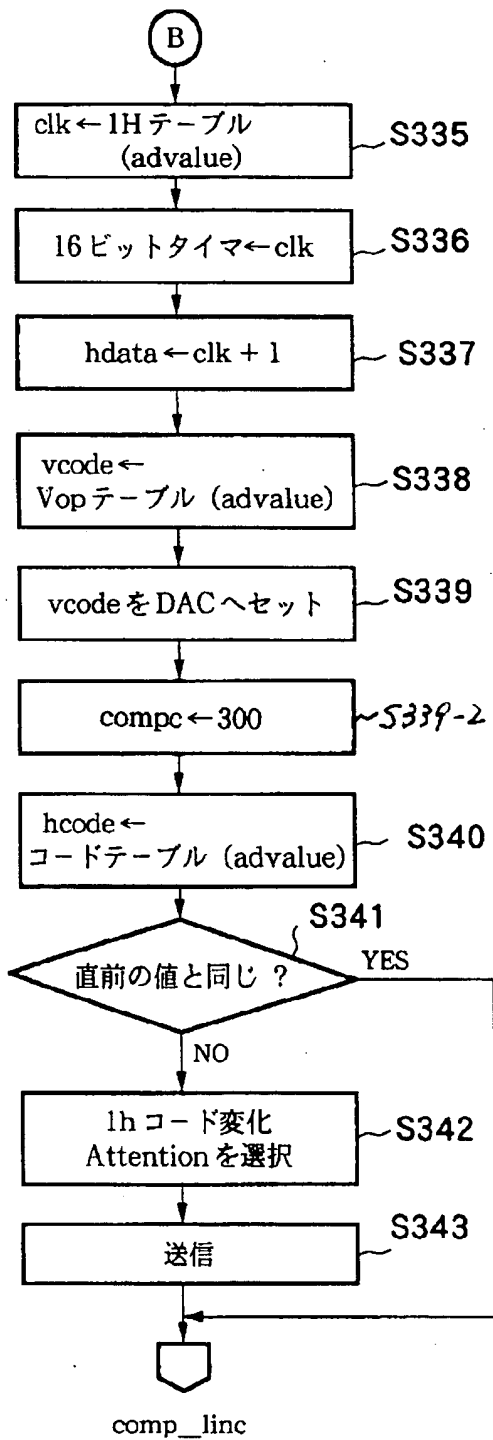 B
clk←1Hテーブル
(advalue)
S335
16ビットタイマ←clk
S336
hdata←clk + 1
S337
vcode←
Vopテーブル (advalue)
S338
vcodeをDACへセット
S339
compc←300
S339-2
hcode←
コードテーブル (advalue)
S340
S341
直前の値と同じ ?
YES
NO
1hコード変化
Attentionを選択
S342
送信
S343
comp__linc